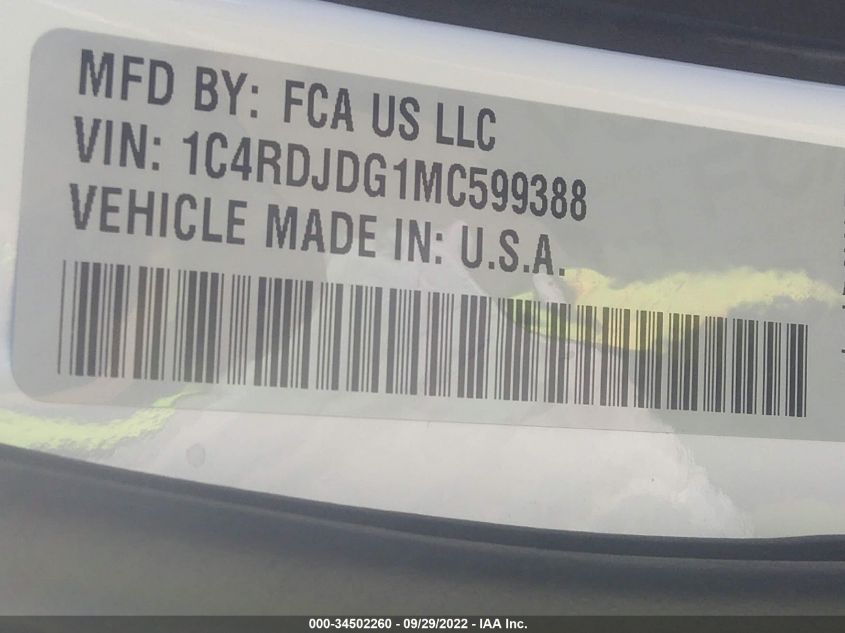 MFD BY: FCA US LLC
VIN: 1C4RDJDG1MC599388
VEHICLE MADE IN: U.S.A.
000-34502260 - 09/29/2022 - IAA Inc.